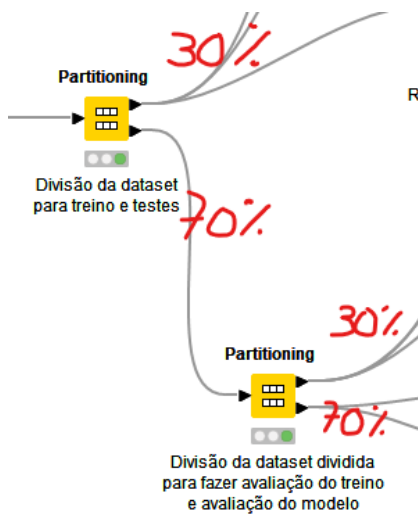 30%
Partitioning
R
Divisão da dataset
para treino e testes
70%
30%
Partitioning
70%
Divisão da dataset dividida
para fazer avaliação do treino
e avaliação do modelo